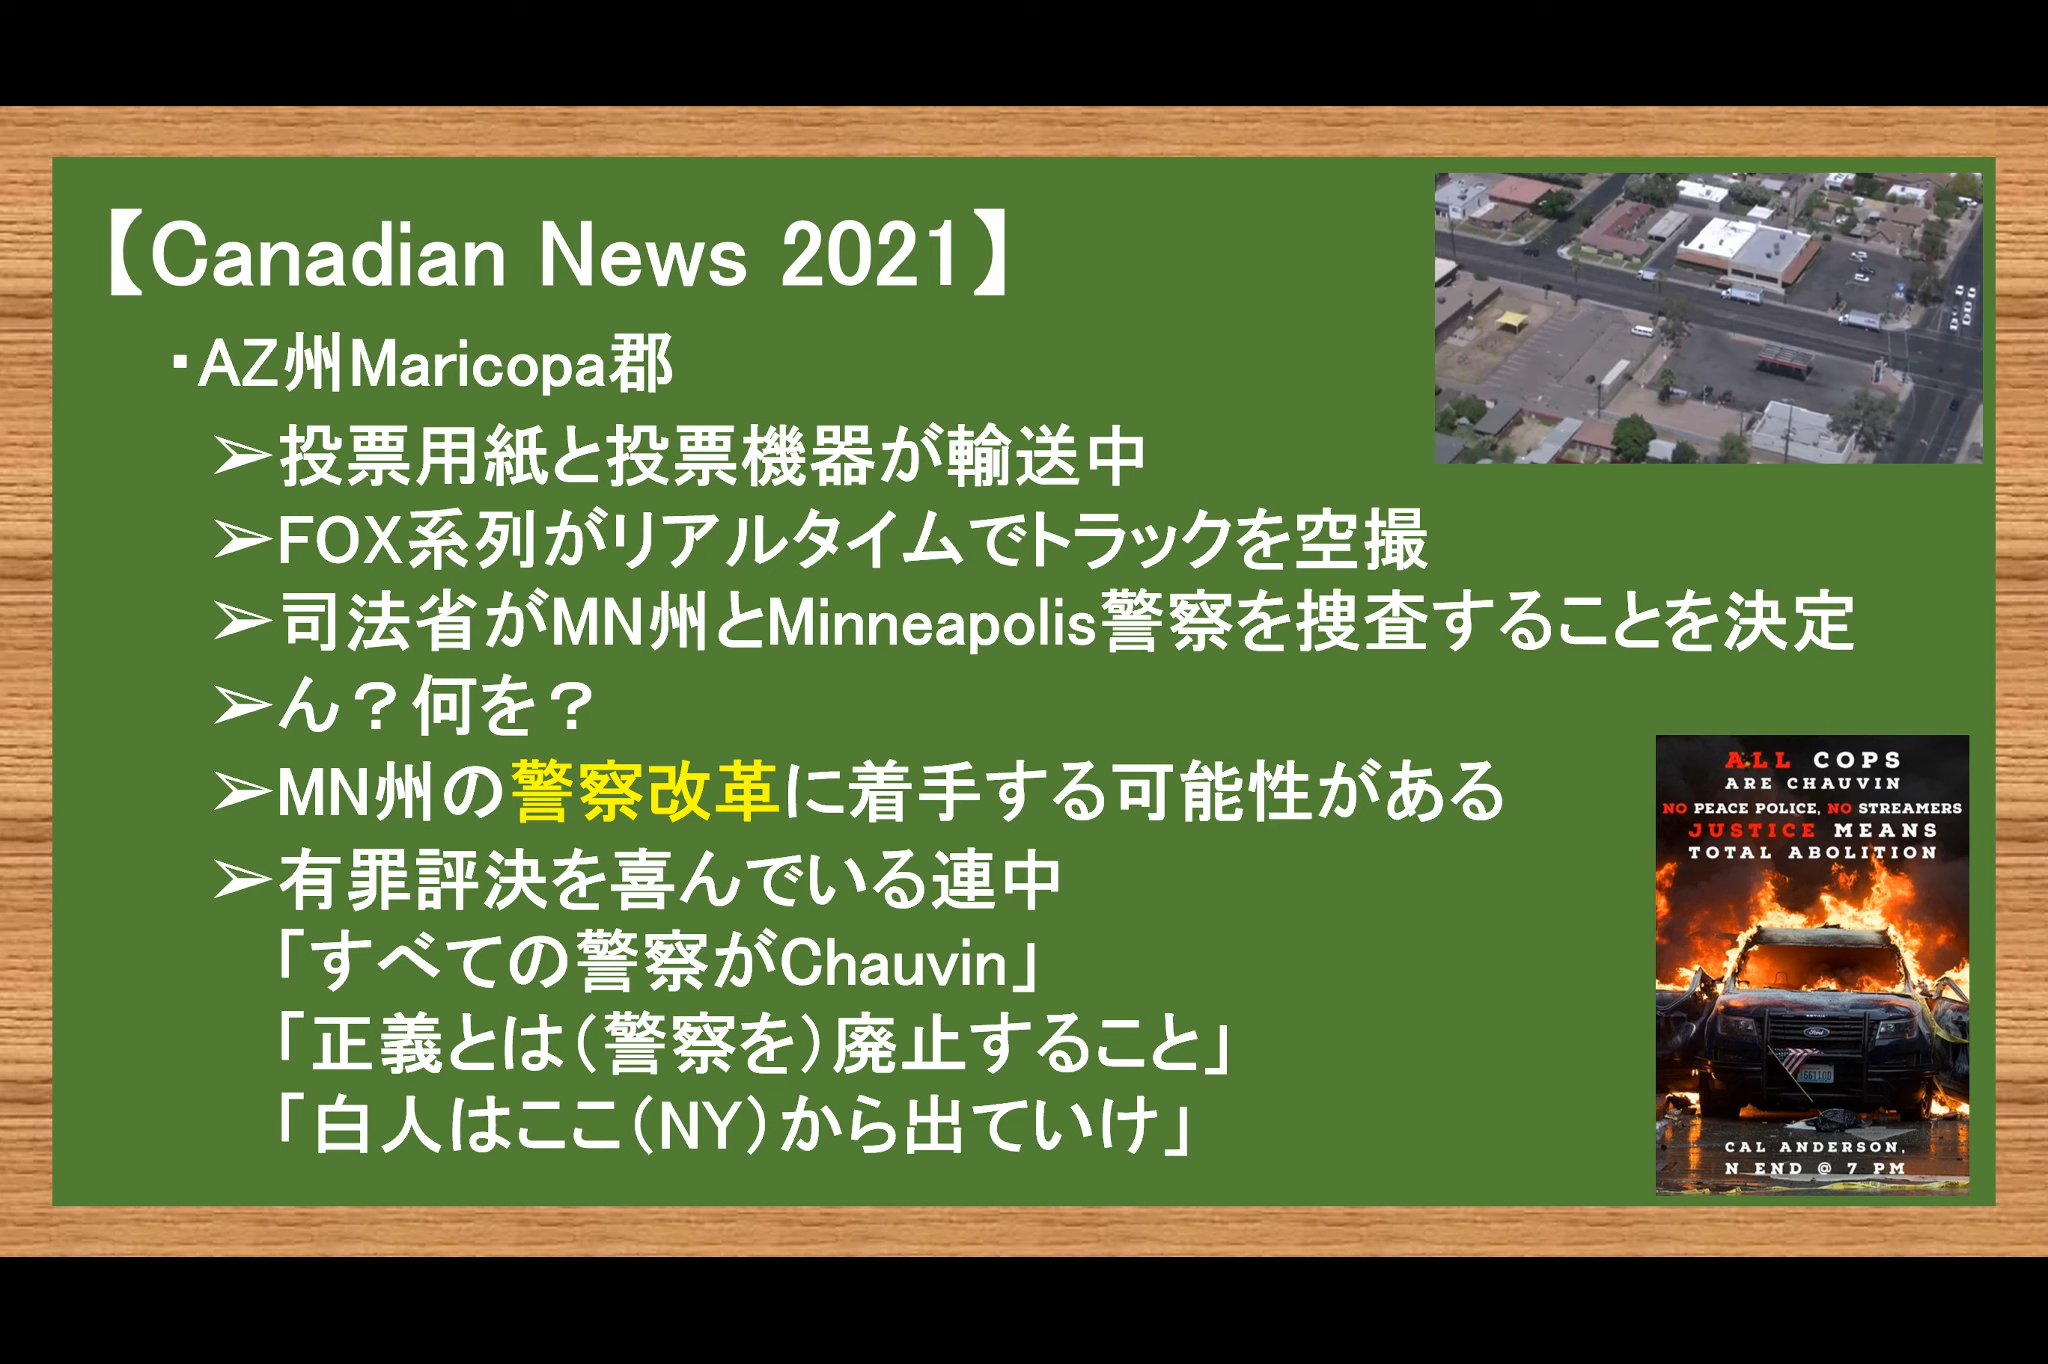 【Canadian News 2021】
・AZ州Maricopa郡
➢投票用紙と投票機器が輸送中
➢FOX系列がリアルタイムでトラックを空撮
➢司法省がMN州とMinneapolis警察を捜査することを決定
➢ん？何を？
➢MN州の警察改革に着手する可能性がある
➢有罪評決を喜んでいる連中
「すべての警察がChauvin」
「正義とは（警察を）廃止すること」
「白人はここ（NY）から出ていけ」
ALL COPS
ARE CHAUVIN
NO PEACE POLICE, NO STREAMERS
JUSTICE MEANS
TOTAL ABOLITION
Ford
CAL ANDERSON,
N END @ 7 PM